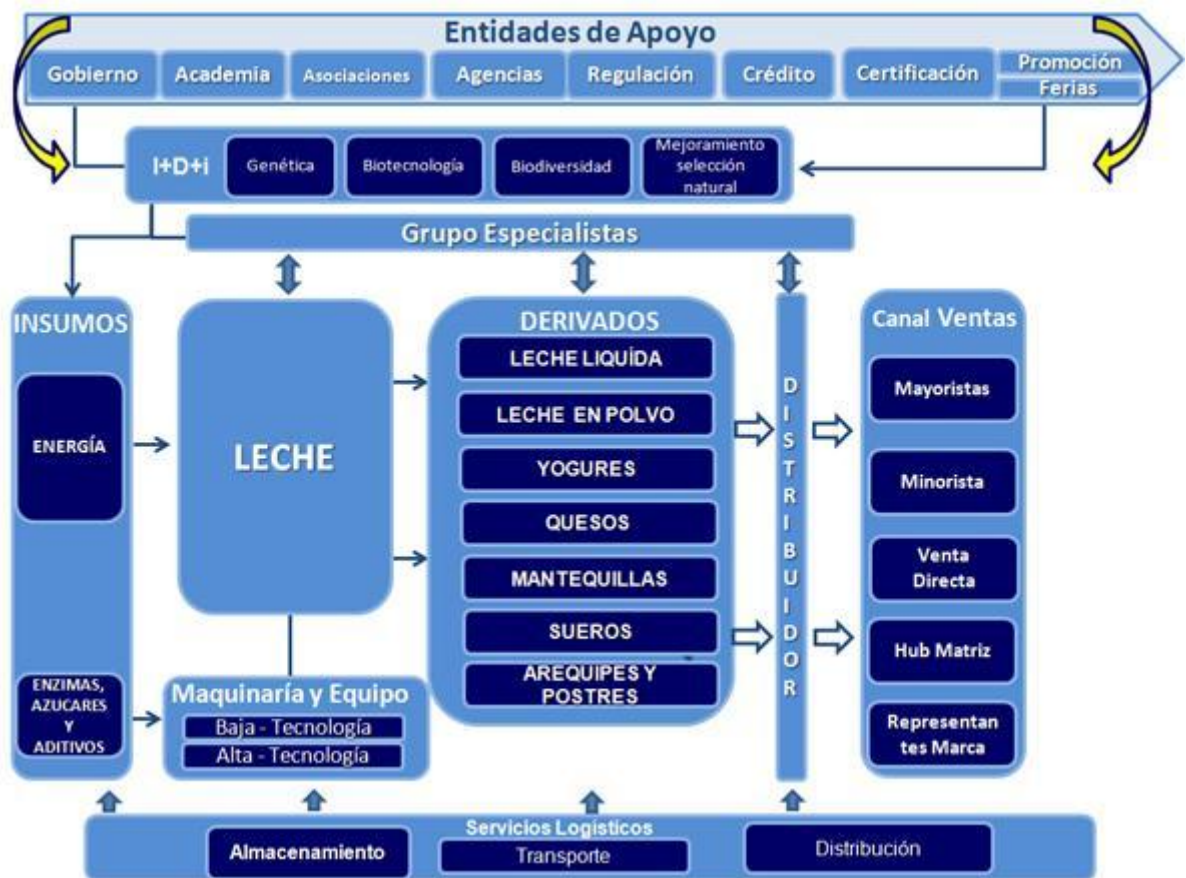 Entidades de Apoyo
Gobierno
Academia
Asociaciones
Agencias
Regulación
Crédito
Certificación
Promoción
Ferias
I+D+i
Genética
Biotecnología
Biodiversidad
Mejoramiento
selección
natural
Grupo Especialistas
INSUMOS
ENERGÍA
ENZIMAS,
AZUCARES
Y
ADITIVOS
LECHE
Maquinaría y Equipo
Baja - Tecnología
Alta - Tecnología
DERIVADOS
LECHE LIQUÍDA
LECHE EN POLVO
YOGURES
QUESOS
MANTEQUILLAS
SUEROS
AREQUIPES Y
POSTRES
DISTRIBUIDOR
Canal Ventas
Mayoristas
Minorista
Venta
Directa
Hub Matriz
Representan
tes Marca
Servicios Logísticos
Almacenamiento
Transporte
Distribución